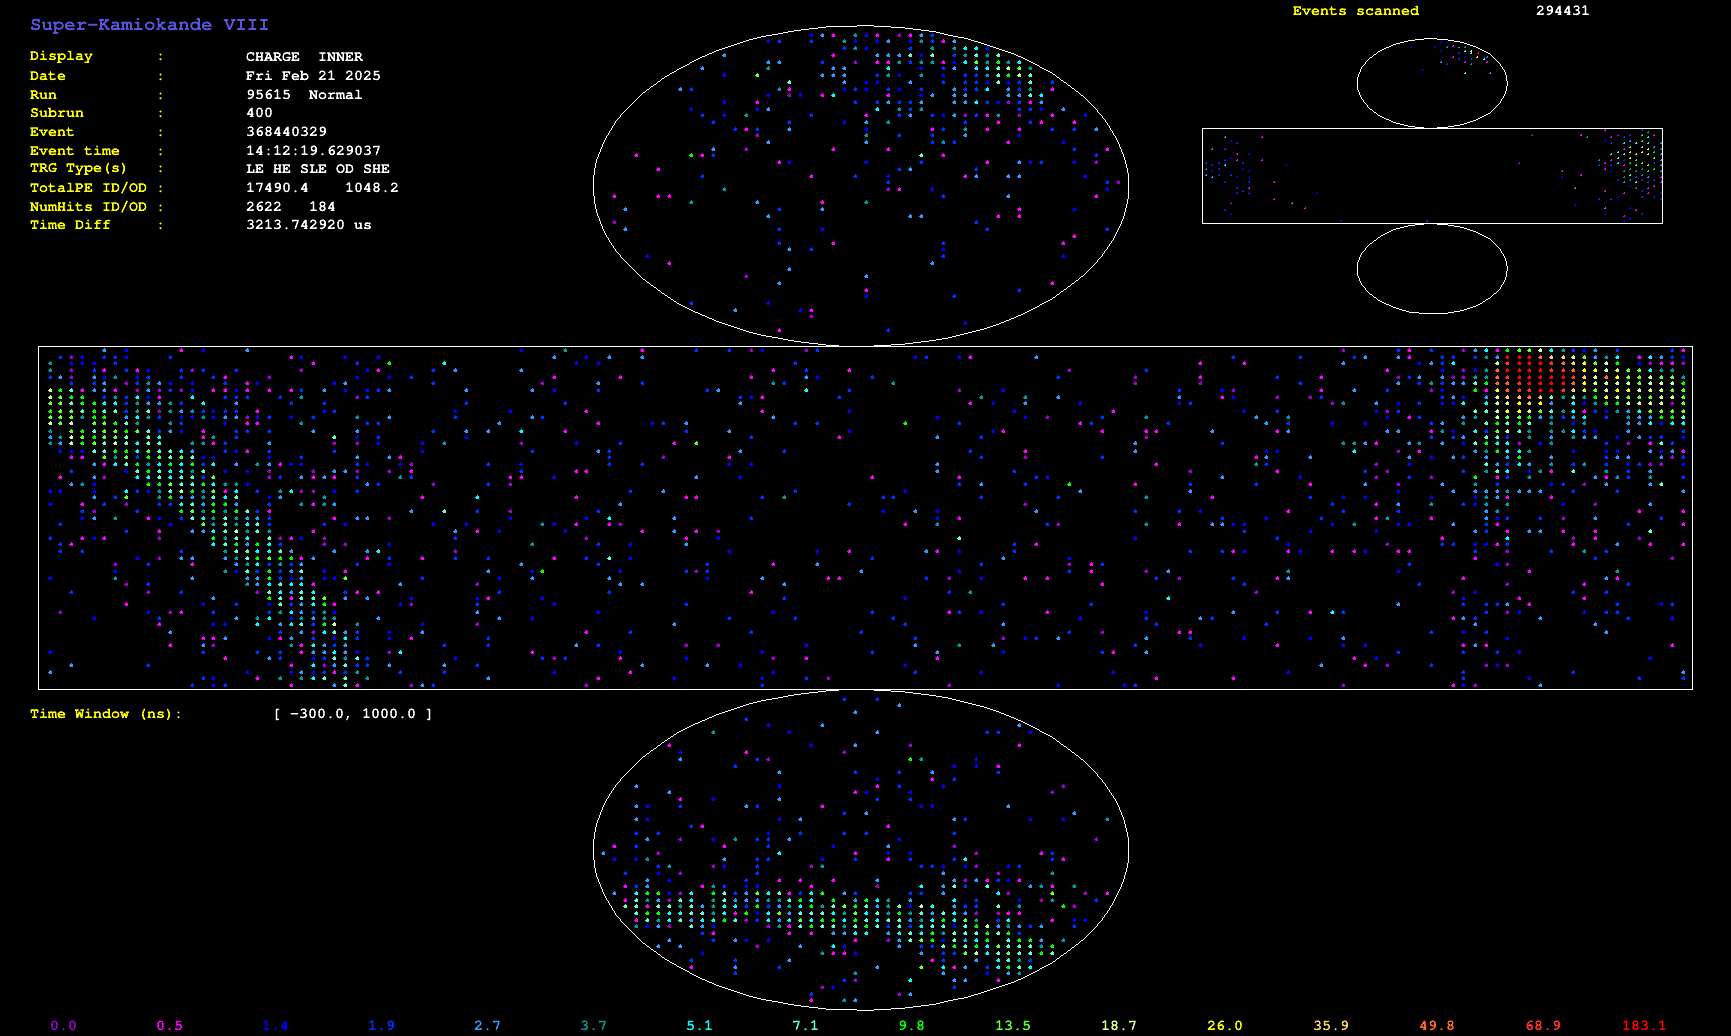 Super-Kamiokande VIII
Display : CHARGE INNER
Date : Fri Feb 21 2025
Run : 95615 Normal
Subrun : 400
Event : 368440329
Event time : 14:12:19.629037
TRG Type(s) : LE HE SLE OD SHE
TotalPE ID/OD : 17490.4 1048.2
NumHits ID/OD : 2622 184
Time Diff : 3213.742920 us
Events scanned 294431
Time Window (ns): [ -300.0, 1000.0 ]
0.0 0.5 1.4 1.9 2.7 3.7 5.1 7.1 9.8 13.5 18.7 26.0 35.9 49.8 68.9 183.1